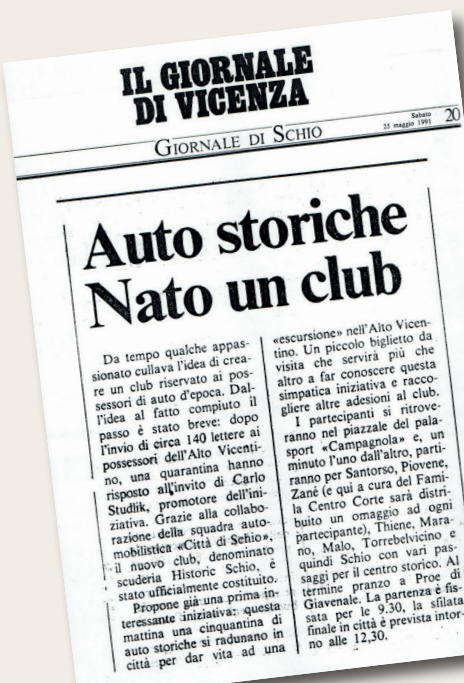 IL GIORNALE
DI VICENZA
GIORNALE DI SCHIO
Sabato
25 maggio 1991
20
Auto storiche
Nato un club
Da tempo qualche appas-
sionato cullava l'idea di crea-
re un club riservato ai pos-
sessori di auto d'epoca. Dal-
l'idea al fatto compiuto il
passo è stato breve: dopo
l'invio di circa 140 lettere ai
possessori dell'Alto Vicenti-
no, una quarantina hanno
risposto all'invito di Carlo
Studlik, promotore dell'ini-
ziativa. Grazie alla collabo-
razione della squadra auto-
mobilistica «Città di Schio»,
il nuovo club, denominato
scuderia Historic Schio, è
stato ufficialmente costituito.
Propone già una prima in-
teressante iniziativa: questa
mattina una cinquantina di
auto storiche si radunano in
città per dar vita ad una
«escursione» nell'Alto Vicen-
tino. Un piccolo biglietto da
visita che servirà più che
altro a far conoscere questa
simpatica iniziativa e racco-
gliere altre adesioni al club.
I partecipanti si ritrove-
ranno nel piazzale del pala-
sport «Campagnola» e, un
minuto l'uno dall'altro, parti-
ranno per Santorso, Piovene,
Zané (e qui a cura del Fami-
la Centro Corte sarà distri-
buito un omaggio ad ogni
partecipante), Thiene, Mara-
no, Malo, Torrebelvicino e
quindi Schio con vari pas-
saggi per il centro storico. Al
termine pranzo a Proe di
Giavenale. La partenza è fis-
sata per le 9.30, la sfilata
finale in città è prevista intor-
no alle 12,30.